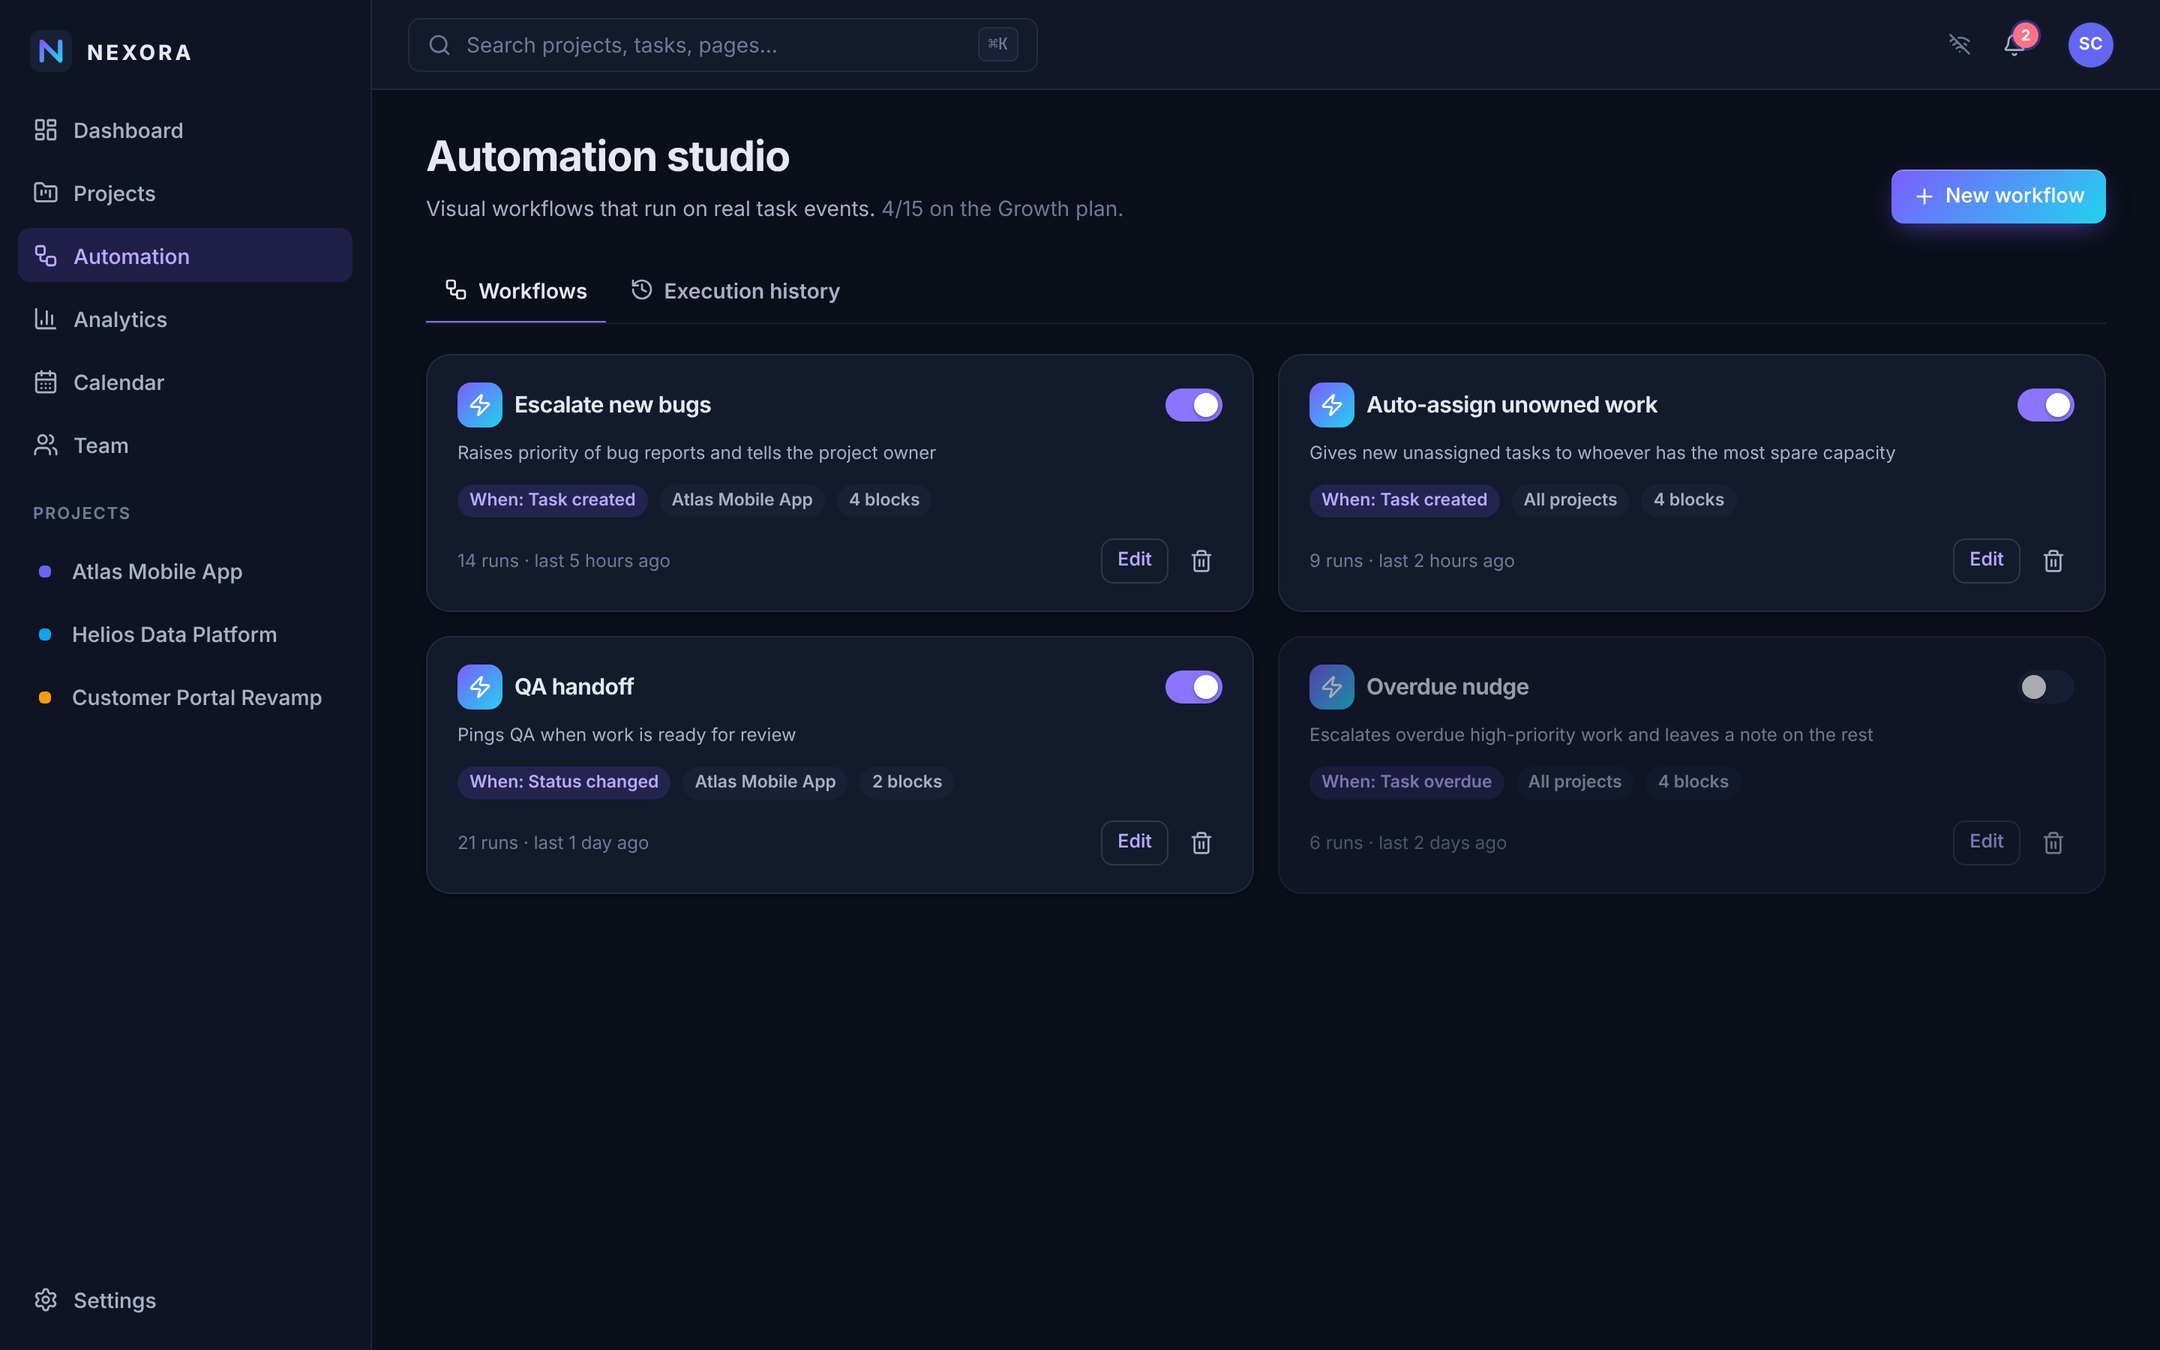 NEXORA
Search projects, tasks, pages...
⌘K
2
SC
Dashboard
Projects
Automation
Analytics
Calendar
Team
PROJECTS
Atlas Mobile App
Helios Data Platform
Customer Portal Revamp
Settings
Automation studio
Visual workflows that run on real task events. 4/15 on the Growth plan.
New workflow
Workflows
Execution history
Escalate new bugs
Raises priority of bug reports and tells the project owner
When: Task created
Atlas Mobile App
4 blocks
14 runs · last 5 hours ago
Edit
Auto-assign unowned work
Gives new unassigned tasks to whoever has the most spare capacity
When: Task created
All projects
4 blocks
9 runs · last 2 hours ago
Edit
QA handoff
Pings QA when work is ready for review
When: Status changed
Atlas Mobile App
2 blocks
21 runs · last 1 day ago
Edit
Overdue nudge
Escalates overdue high-priority work and leaves a note on the rest
When: Task overdue
All projects
4 blocks
6 runs · last 2 days ago
Edit